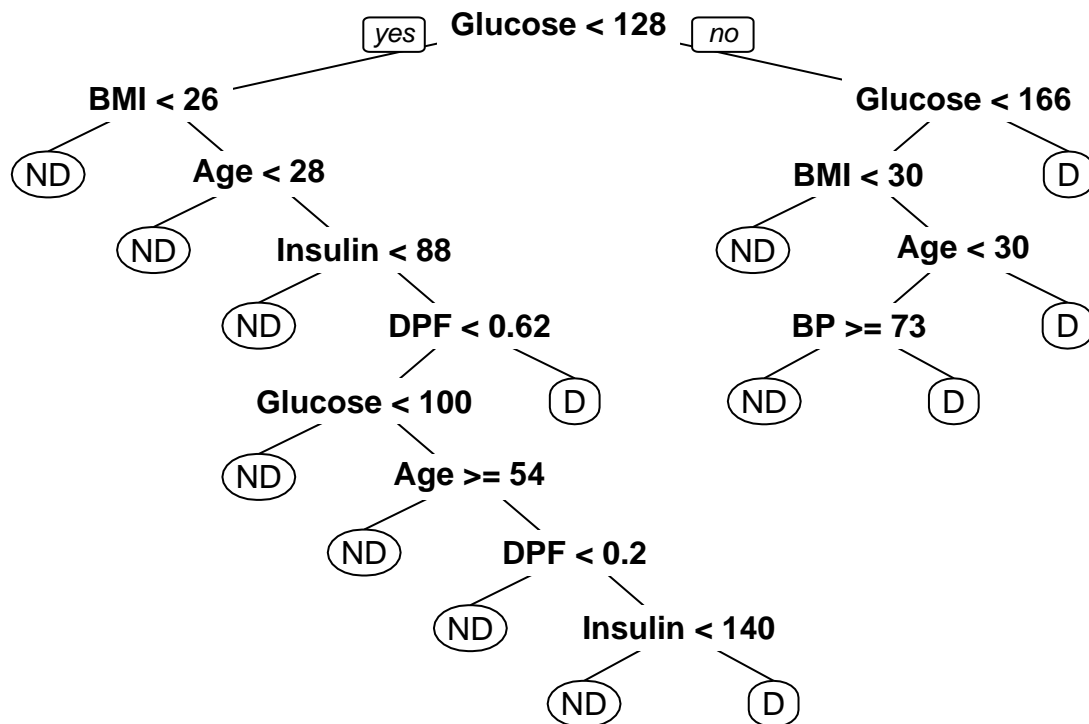 yes Glucose < 128 no
BMI < 26 Glucose < 166
ND Age < 28 BMI < 30 D
ND Insulin < 88 ND Age < 30
ND DPF < 0.62 BP >= 73 D
Glucose < 100 D ND D
ND Age >= 54
ND DPF < 0.2
ND Insulin < 140
ND D